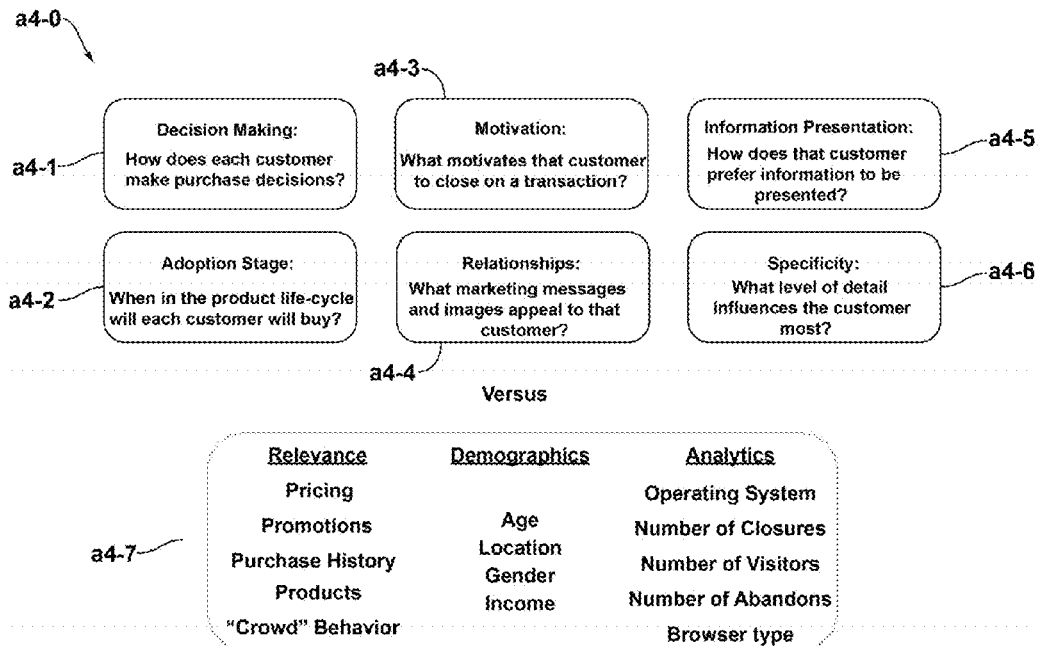 a4-0
a4-3
Decision Making:
How does each customer
make purchase decisions?
a4-1
Motivation:
What motivates that customer
to close on a transaction?
Information Presentation:
How does that customer
prefer information to be
presented?
a4-5
Adoption Stage:
When in the product life-cycle
will each customer will buy?
a4-2
Relationships:
What marketing messages
and images appeal to that
customer?
a4-4
Specificity:
What level of detail
influences the customer
most?
a4-6
Versus
a4-7
Relevance
Pricing
Promotions
Purchase History
Products
“Crowd” Behavior
Demographics
Age
Location
Gender
Income
Analytics
Operating System
Number of Closures
Number of Visitors
Number of Abandons
Browser type